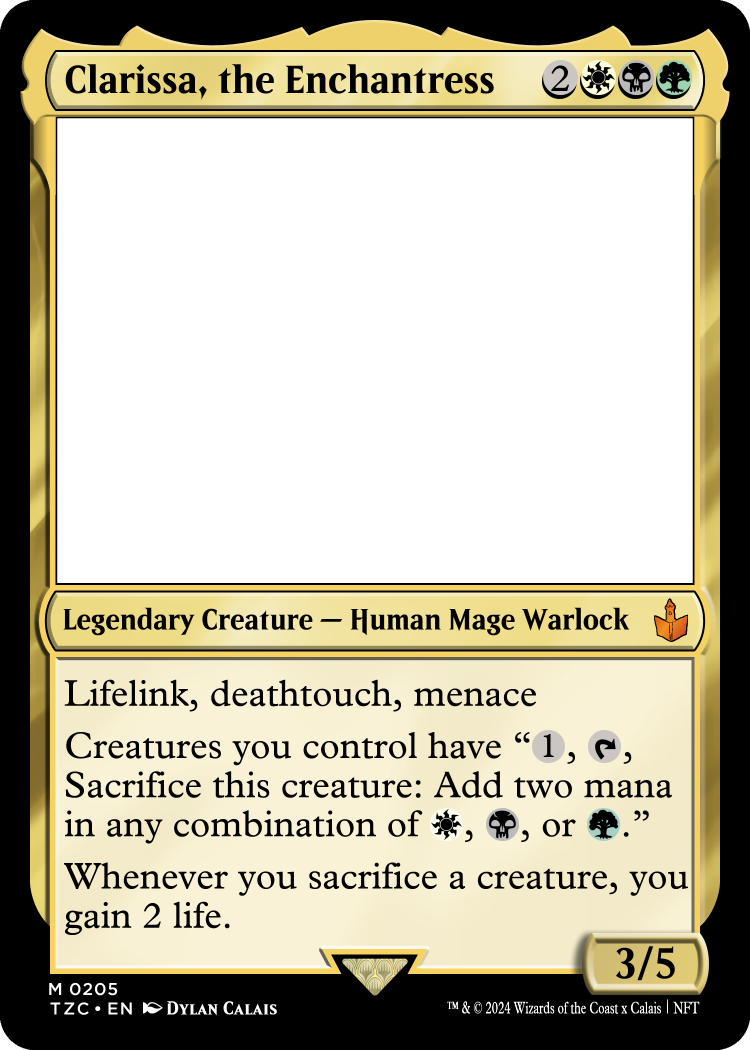 Clarissa, the Enchantress 2
Legendary Creature — Human Mage Warlock
Lifelink, deathtouch, menace
Creatures you control have “1, ,
Sacrifice this creature: Add two mana
in any combination of , , or .”
Whenever you sacrifice a creature, you
gain 2 life.
3/5
M 0205
TZC • EN DYLAN CALAIS
™ & © 2024 Wizards of the Coast x Calais | NFT